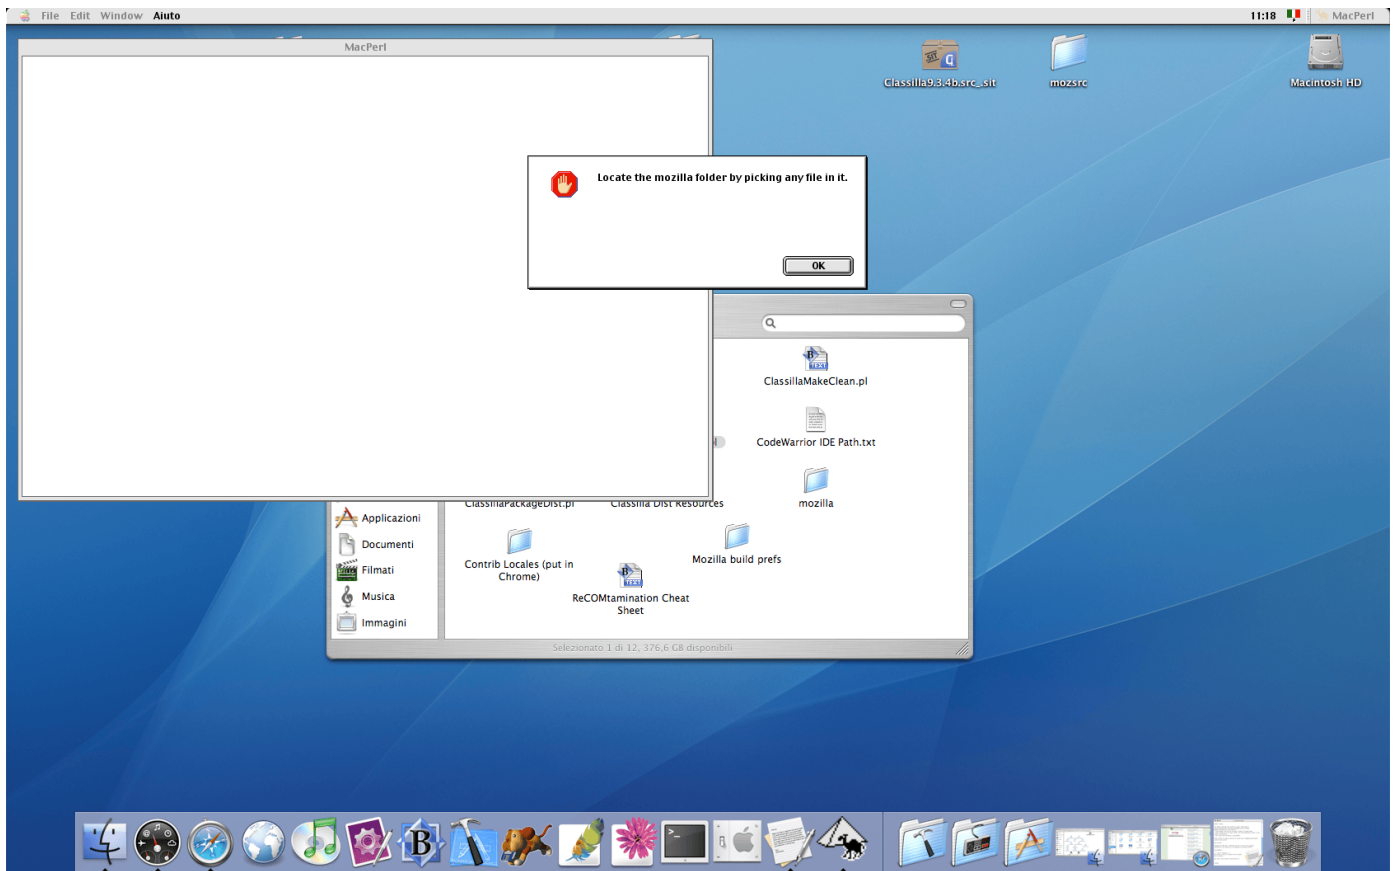 File Edit Window Aiuto
11:18 MacPerl
MacPerl
Classilla9.3.4b.src_.sit
mozsrc
Macintosh HD
Locate the mozilla folder by picking any file in it.
OK
ClassillaMakeClean.pl
CodeWarrior IDE Path.txt
ClassillaPackageDist.pl
Classilla Dist Resources
mozilla
Applicazioni
Documenti
Filmati
Musica
Immagini
Contrib Locales (put in
Chrome)
Mozilla build prefs
ReCOMtamination Cheat
Sheet
Selezionato 1 di 12, 376,6 GB disponibili